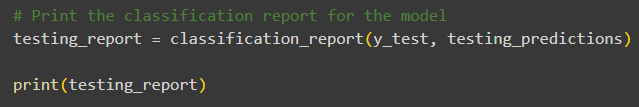 # Print the classification report for the model
testing_report = classification_report(y_test, testing_predictions)
print(testing_report)